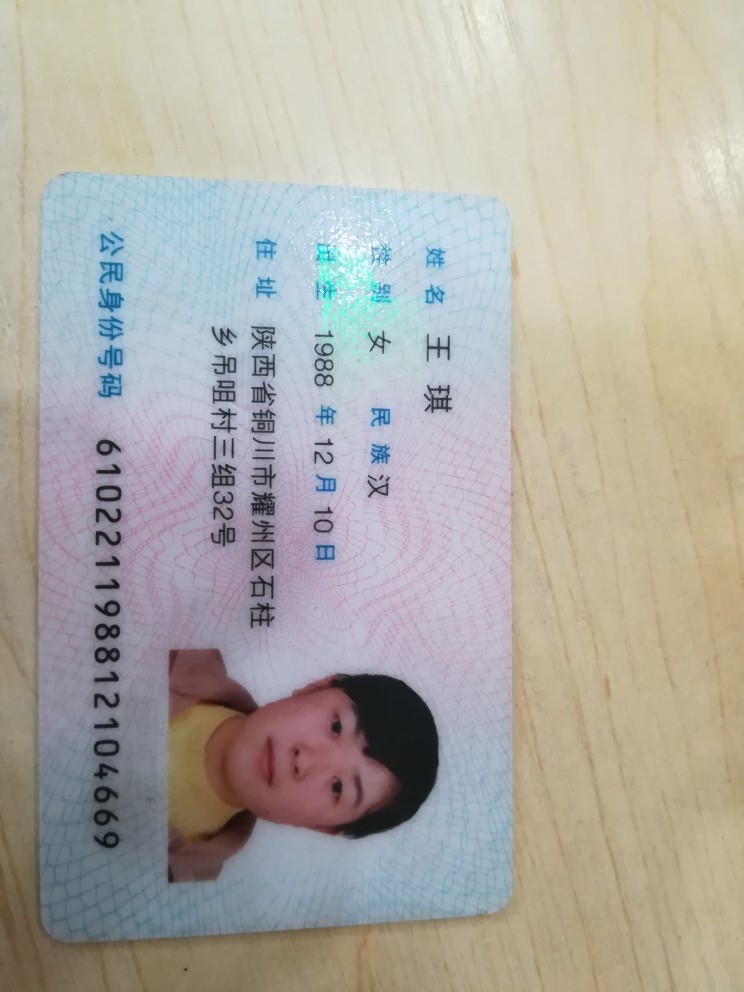 姓名 王琪
性别 女 民族 汉
出生 1988 年 12 月 10 日
住址 陕西省铜川市耀州区石柱
乡吊咀村三组32号
公民身份号码 610221198812104669